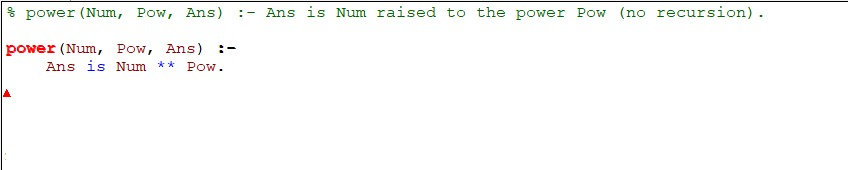 % power(Num, Pow, Ans) :- Ans is Num raised to the power Pow (no recursion).
power(Num, Pow, Ans) :-
Ans is Num ** Pow.